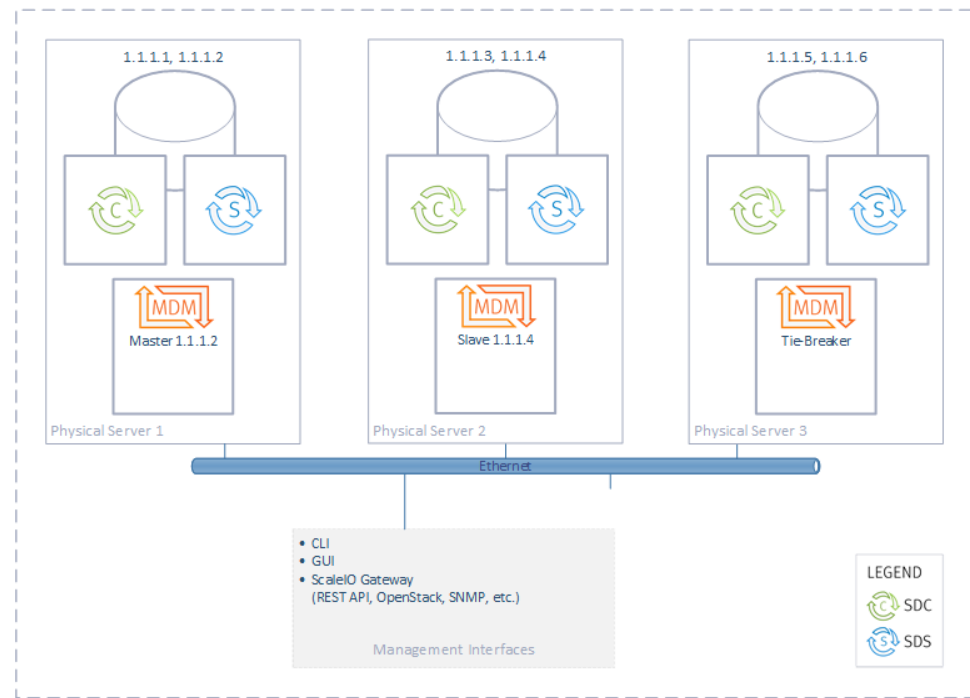 1.1.1.1, 1.1.1.2
C
S
MDM
Master 1.1.1.2
Physical Server 1
1.1.1.3, 1.1.1.4
C
S
MDM
Slave 1.1.1.4
Physical Server 2
1.1.1.5, 1.1.1.6
C
S
MDM
Tie-Breaker
Physical Server 3
Ethernet
• CLI
• GUI
• ScaleIO Gateway
(REST API, OpenStack, SNMP, etc.)
Management Interfaces
LEGEND
C SDC
S SDS